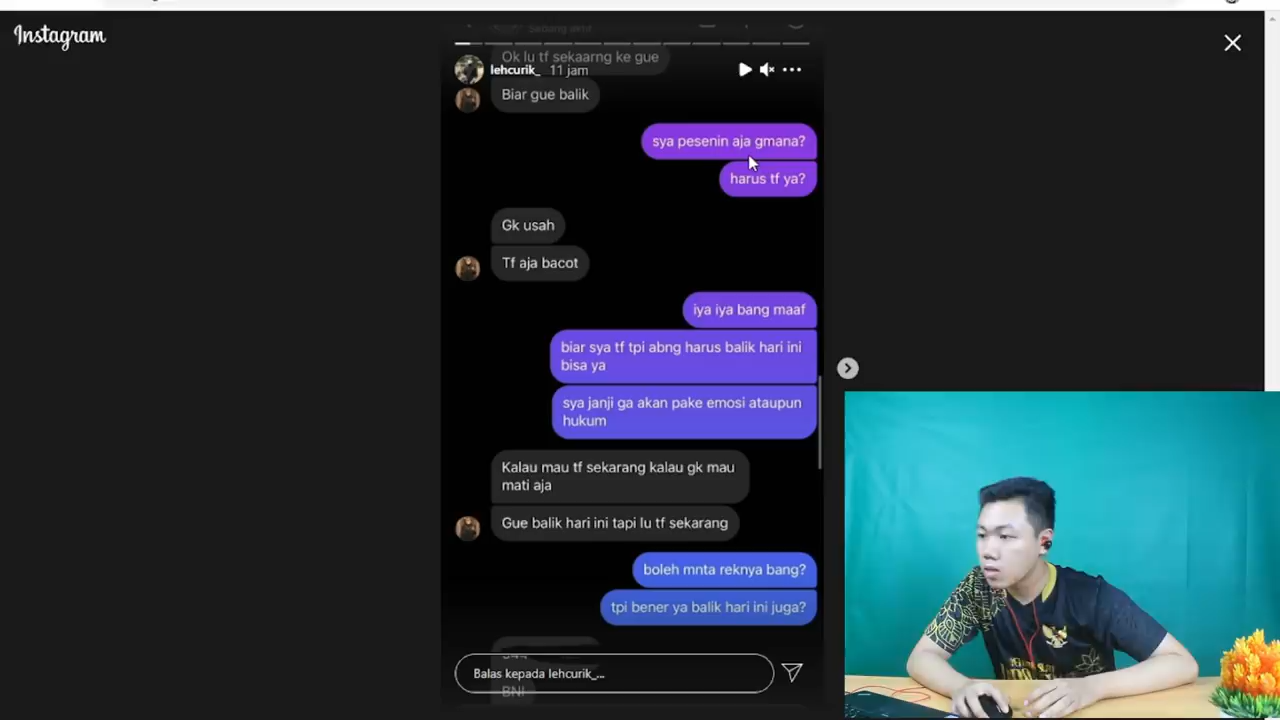 Instagram
Ok lu tf sekaarng ke gue
lehcurik_ 11 jam
Biar gue balik
sya pesenin aja gmana?
harus tf ya?
Gk usah
Tf aja bacot
iya iya bang maaf
biar sya tf tpi abng harus balik hari ini
bisa ya
sya janji ga akan pake emosi ataupun
hukum
Kalau mau tf sekarang kalau gk mau
mati aja
Gue balik hari ini tapi lu tf sekarang
boleh mnta reknya bang?
tpi bener ya balik hari ini juga?
Balas kepada lehcurik_...
BNI